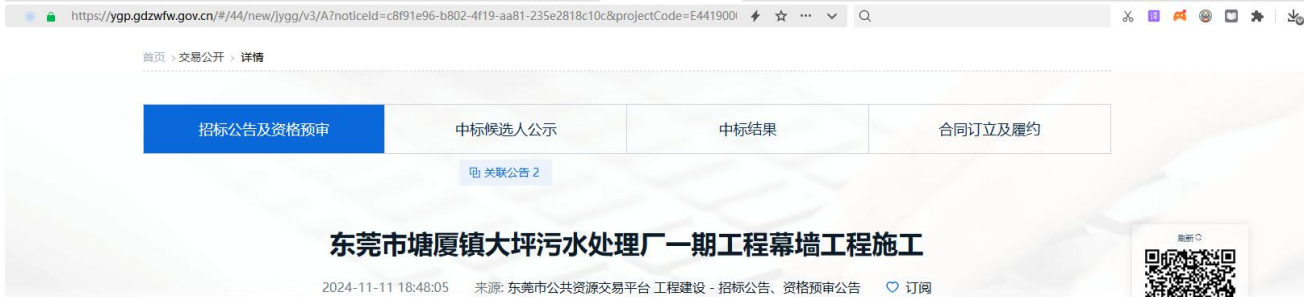 https://ygp.gdzwfw.gov.cn/#/44/new/jygg/v3/A?noticeId=c8f91e96-b802-4f19-aa81-235e2818c10c&projectCode=E441900
首页 > 交易公开 > 详情
招标公告及资格预审 中标候选人公示 中标结果 合同订立及履约
关联公告 2
东莞市塘厦镇大坪污水处理厂一期工程幕墙工程施工
刷新
2024-11-11 18:48:05 来源: 东莞市公共资源交易平台 工程建设 - 招标公告、资格预审公告 订阅